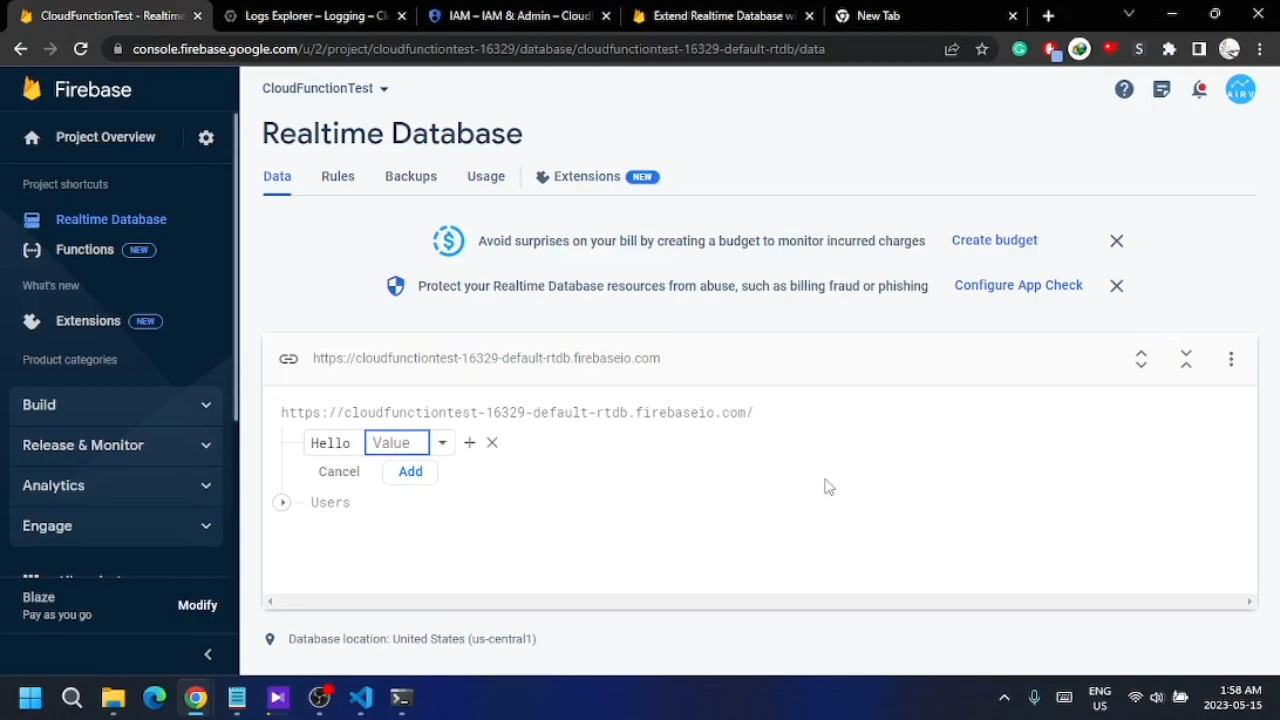 CloudFunctionTest - Realtime
Logs Explorer – Logging – Cl
IAM – IAM & Admin – Cloud
Extend Realtime Database w
New Tab
console.firebase.google.com/u/2/project/cloudfunctiontest-16329/database/cloudfunctiontest-16329-default-rtdb/data
Firebase
CloudFunctionTest
Project Overview
Realtime Database
Data Rules Backups Usage Extensions NEW
Project shortcuts
Realtime Database
Functions NEW
What's new
Extensions NEW
Product categories
Build
Release & Monitor
Analytics
Engage
Blaze
Pay as you go
Modify
Avoid surprises on your bill by creating a budget to monitor incurred charges Create budget
Protect your Realtime Database resources from abuse, such as billing fraud or phishing Configure App Check
https://cloudfunctiontest-16329-default-rtdb.firebaseio.com
https://cloudfunctiontest-16329-default-rtdb.firebaseio.com/
Hello Value
Cancel Add
Users
Database location: United States (us-central1)
ENG
US
1:58 AM
2023-05-15